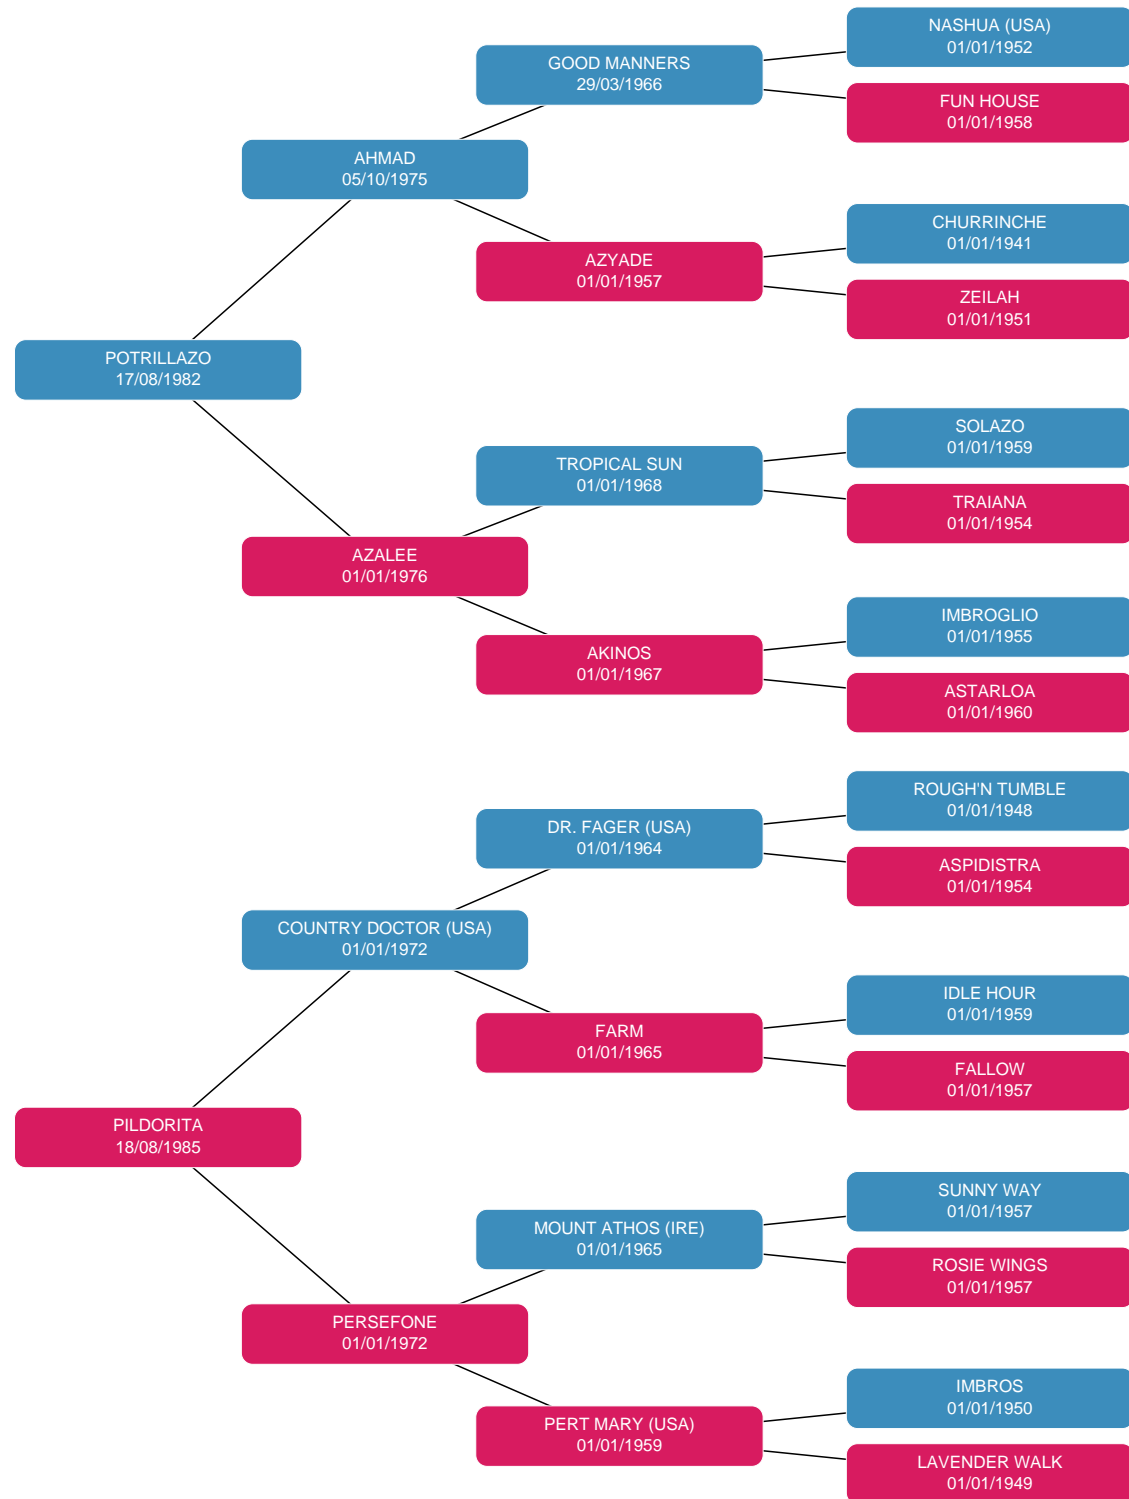 NASHUA (USA)
01/01/1952
GOOD MANNERS
29/03/1966
FUN HOUSE
01/01/1958
AHMAD
05/10/1975
CHURRINCHE
01/01/1941
AZYADE
01/01/1957
ZEILAH
01/01/1951
POTRILLAZO
17/08/1982
SOLAZO
01/01/1959
TROPICAL SUN
01/01/1968
TRAIANA
01/01/1954
AZALEE
01/01/1976
IMBROGLIO
01/01/1955
AKINOS
01/01/1967
ASTARLOA
01/01/1960
ROUGH'N TUMBLE
01/01/1948
DR. FAGER (USA)
01/01/1964
ASPIDISTRA
01/01/1954
COUNTRY DOCTOR (USA)
01/01/1972
IDLE HOUR
01/01/1959
FARM
01/01/1965
FALLOW
01/01/1957
PILDORITA
18/08/1985
SUNNY WAY
01/01/1957
MOUNT ATHOS (IRE)
01/01/1965
ROSIE WINGS
01/01/1957
PERSEFONE
01/01/1972
IMBROS
01/01/1950
PERT MARY (USA)
01/01/1959
LAVENDER WALK
01/01/1949